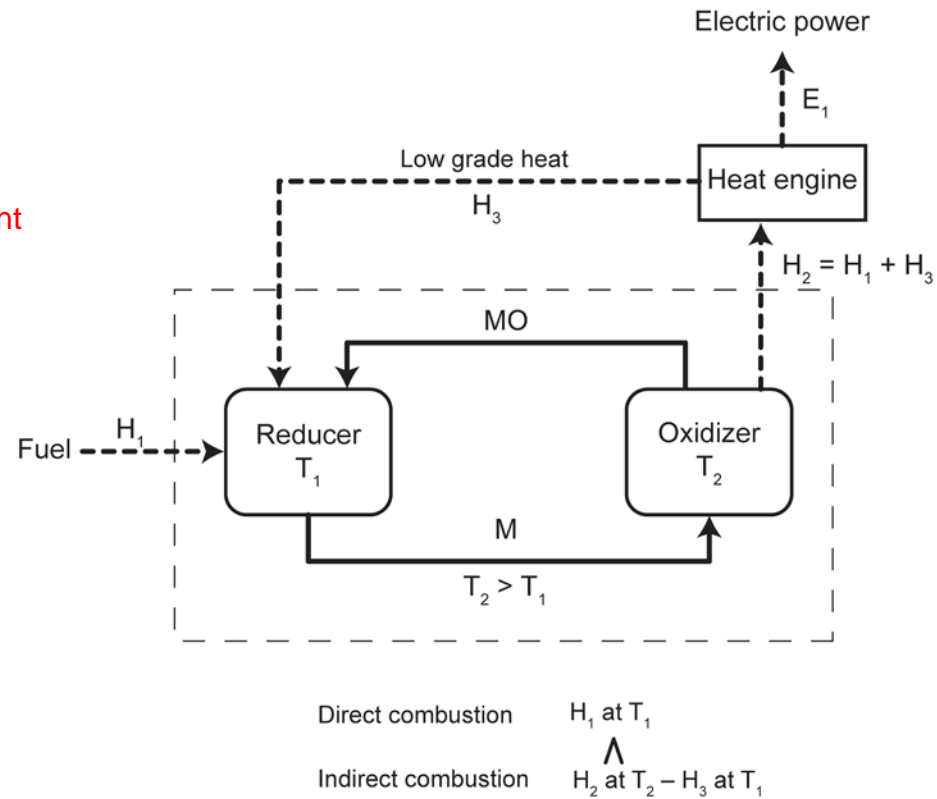 Electric power
E₁
Low grade heat
Heat engine
H₃
nt
H₂ = H₁ + H₃
MO
Fuel
H₁
Reducer
T₁
Oxidizer
T₂
M
T₂ > T₁
Direct combustion H₁ at T₁
∧
Indirect combustion H₂ at T₂ – H₃ at T₁